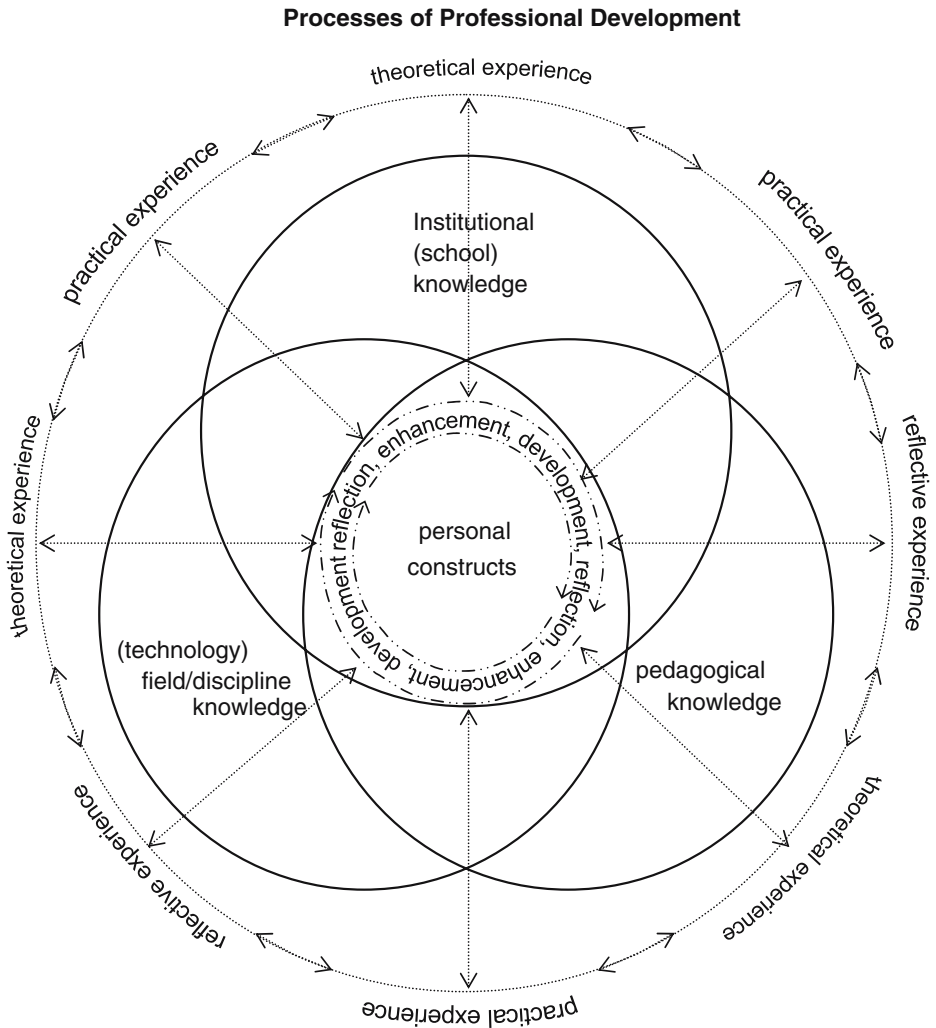 Processes of Professional Development
theoretical experience
practical experience
practical experience
Institutional
(school)
knowledge
theoretical experience
reflective experience
reflection, enhancement, development, reflection, enhancement, development
personal
constructs
(technology)
field/discipline
knowledge
pedagogical
knowledge
reflective experience
theoretical experience
practical experience